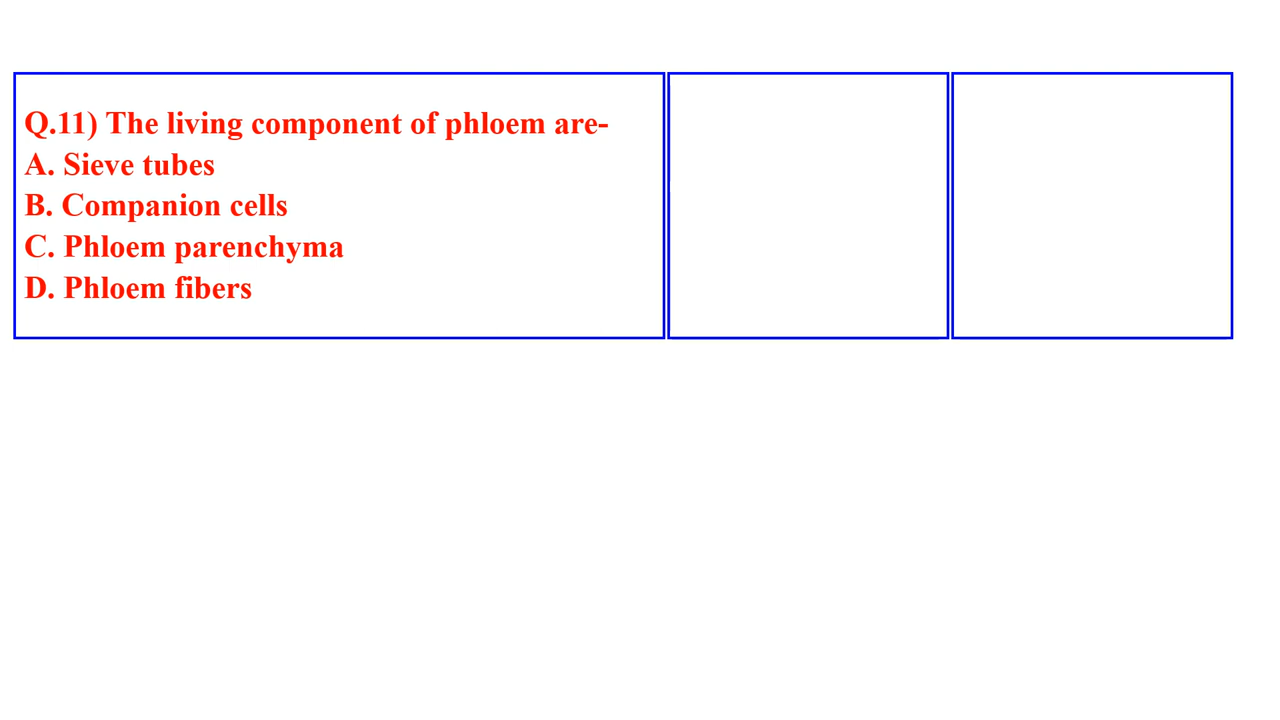 Q.11) The living component of phloem are-
A. Sieve tubes
B. Companion cells
C. Phloem parenchyma
D. Phloem fibers